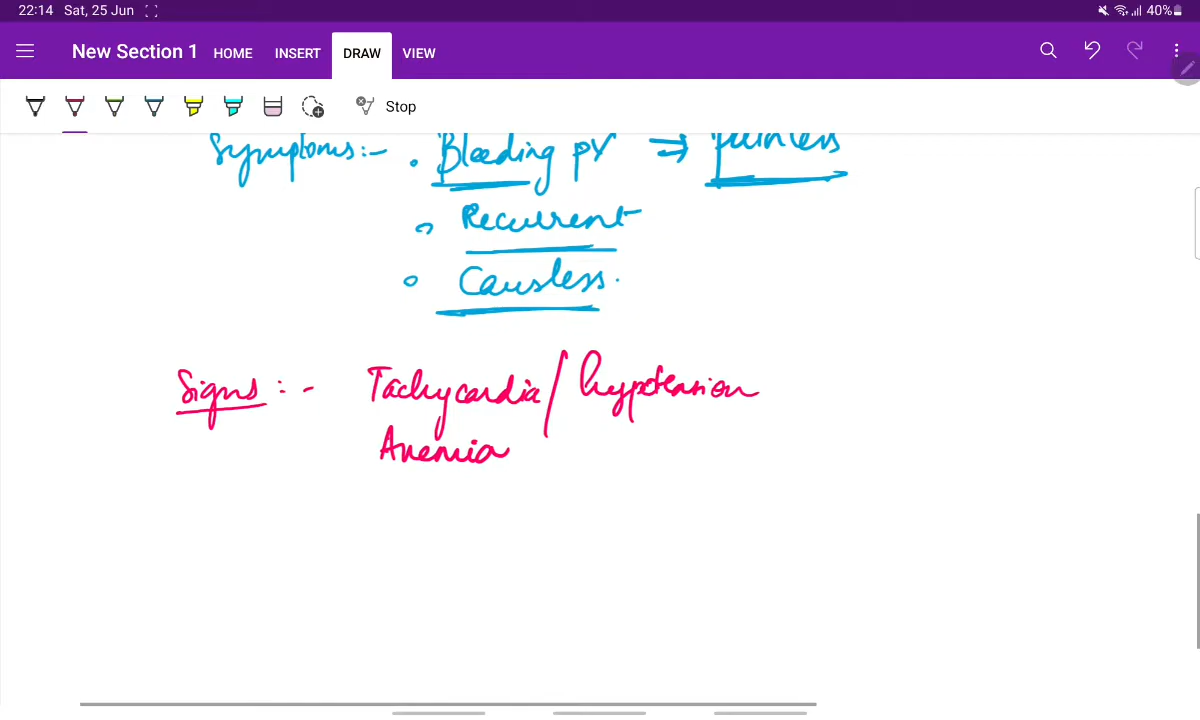 22:14 Sat, 25 Jun 40%
New Section 1 HOME INSERT DRAW VIEW
Stop
Symptoms:- . Bleeding PV ⇒ painless
Recurrent
Causless.
Signs :- Tachycardia/hypotension
Anemia